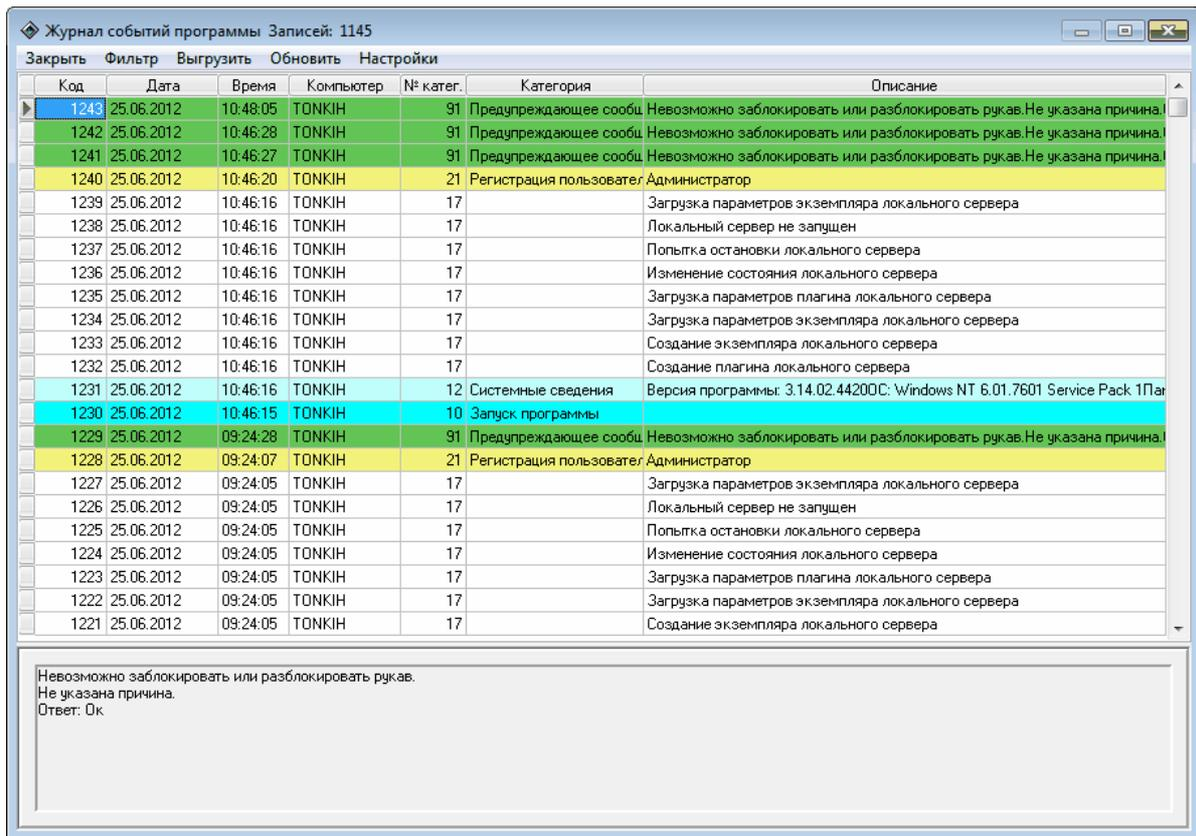 Журнал событий программы Записей: 1145
Закрыть Фильтр Выгрузить Обновить Настройки
Код Дата Время Компьютер № катег. Категория Описание
1243 25.06.2012 10:48:05 TONKIH 91 Предупреждающее сообщ Невозможно заблокировать или разблокировать рукав.Не указана причина.
1242 25.06.2012 10:46:28 TONKIH 91 Предупреждающее сообщ Невозможно заблокировать или разблокировать рукав.Не указана причина.
1241 25.06.2012 10:46:27 TONKIH 91 Предупреждающее сообщ Невозможно заблокировать или разблокировать рукав.Не указана причина.
1240 25.06.2012 10:46:20 TONKIH 21 Регистрация пользовател Администратор
1239 25.06.2012 10:46:16 TONKIH 17 Загрузка параметров экземпляра локального сервера
1238 25.06.2012 10:46:16 TONKIH 17 Локальный сервер не запущен
1237 25.06.2012 10:46:16 TONKIH 17 Попытка остановки локального сервера
1236 25.06.2012 10:46:16 TONKIH 17 Изменение состояния локального сервера
1235 25.06.2012 10:46:16 TONKIH 17 Загрузка параметров плагина локального сервера
1234 25.06.2012 10:46:16 TONKIH 17 Загрузка параметров экземпляра локального сервера
1233 25.06.2012 10:46:16 TONKIH 17 Создание экземпляра локального сервера
1232 25.06.2012 10:46:16 TONKIH 17 Создание плагина локального сервера
1231 25.06.2012 10:46:16 TONKIH 12 Системные сведения Версия программы: 3.14.02.4420ОС: Windows NT 6.01.7601 Service Pack 1Пар
1230 25.06.2012 10:46:15 TONKIH 10 Запуск программы
1229 25.06.2012 09:24:28 TONKIH 91 Предупреждающее сообщ Невозможно заблокировать или разблокировать рукав.Не указана причина.
1228 25.06.2012 09:24:07 TONKIH 21 Регистрация пользовател Администратор
1227 25.06.2012 09:24:05 TONKIH 17 Загрузка параметров экземпляра локального сервера
1226 25.06.2012 09:24:05 TONKIH 17 Локальный сервер не запущен
1225 25.06.2012 09:24:05 TONKIH 17 Попытка остановки локального сервера
1224 25.06.2012 09:24:05 TONKIH 17 Изменение состояния локального сервера
1223 25.06.2012 09:24:05 TONKIH 17 Загрузка параметров плагина локального сервера
1222 25.06.2012 09:24:05 TONKIH 17 Загрузка параметров экземпляра локального сервера
1221 25.06.2012 09:24:05 TONKIH 17 Создание экземпляра локального сервера
Невозможно заблокировать или разблокировать рукав.
Не указана причина.
Ответ: Ок